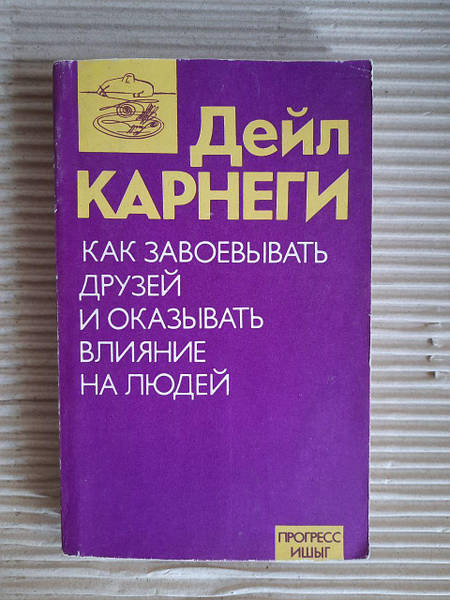 Дейл
КАРНЕГИ
КАК ЗАВОЕВЫВАТЬ
ДРУЗЕЙ
И ОКАЗЫВАТЬ
ВЛИЯНИЕ
НА ЛЮДЕЙ
ПРОГРЕСС
ИШЫГ